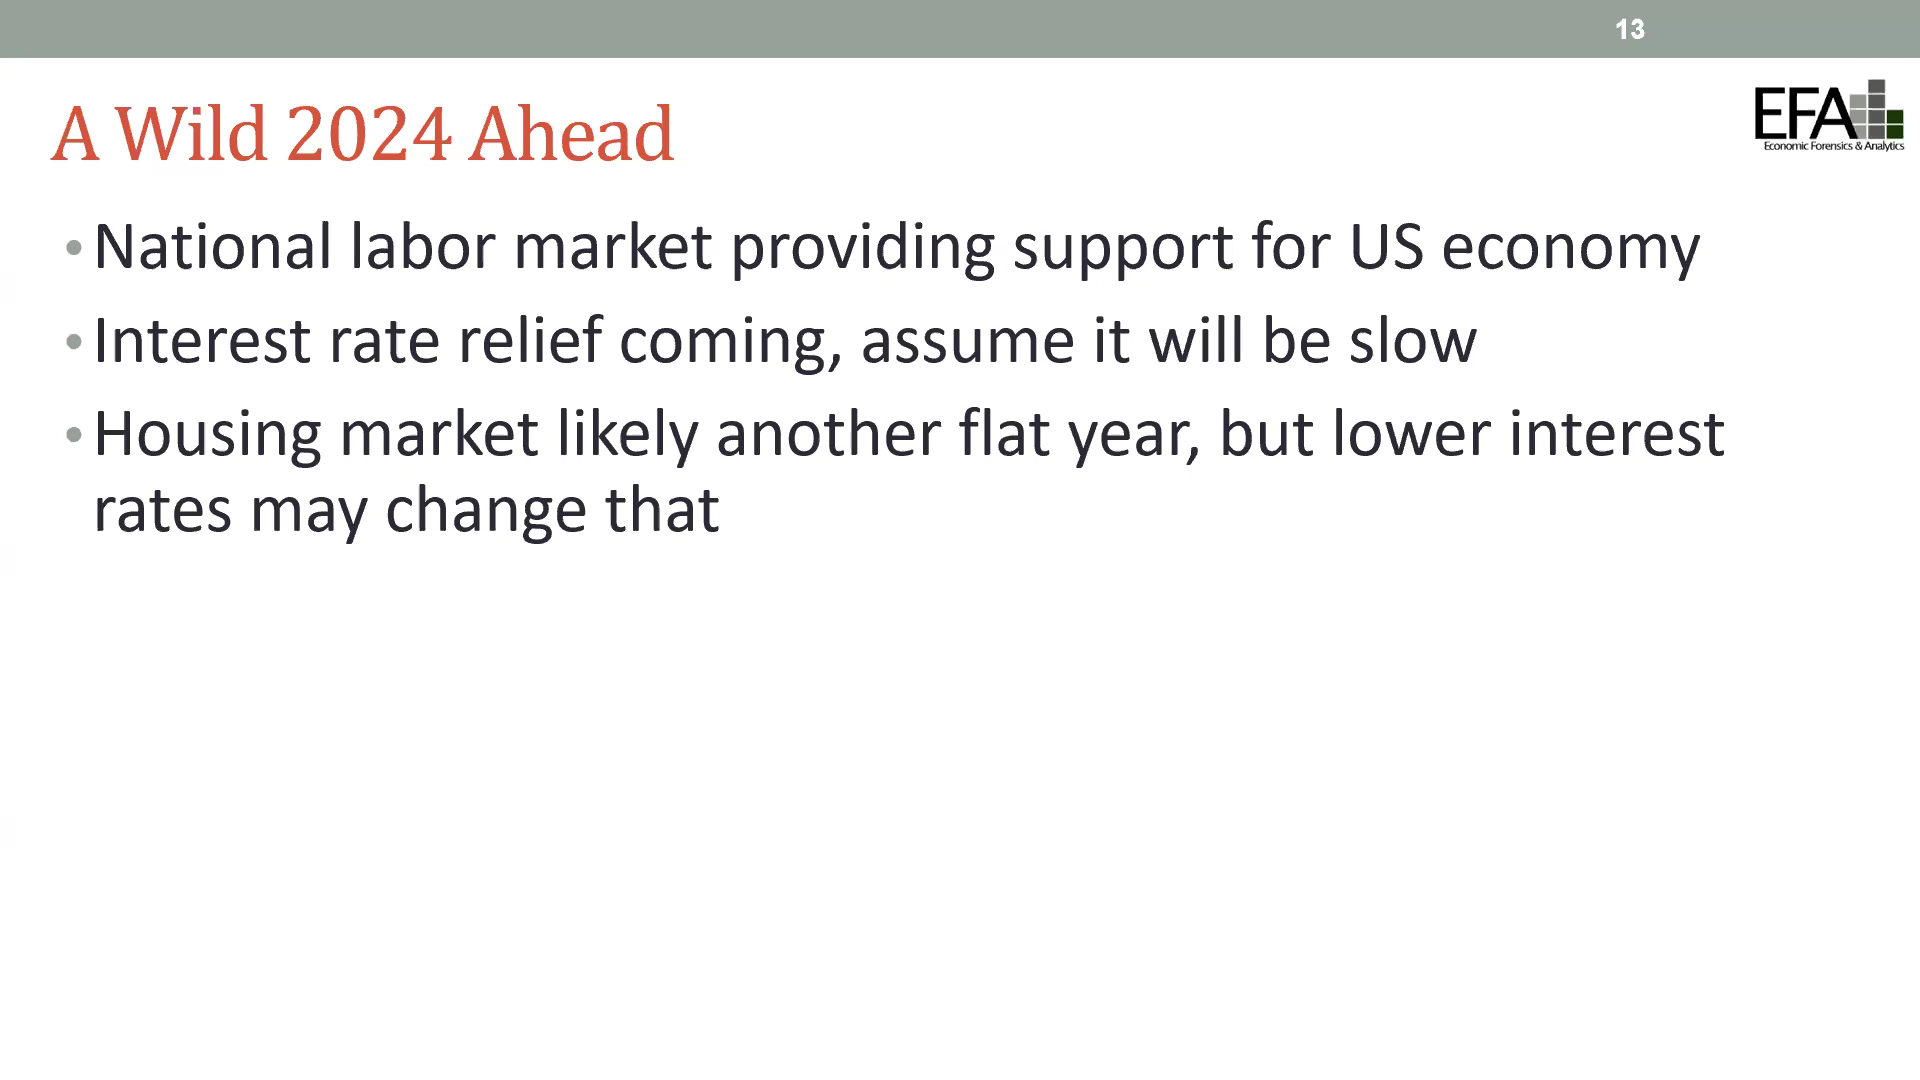 13
A Wild 2024 Ahead
EFA
Economic Forensics & Analytics
• National labor market providing support for US economy
• Interest rate relief coming, assume it will be slow
• Housing market likely another flat year, but lower interest
rates may change that